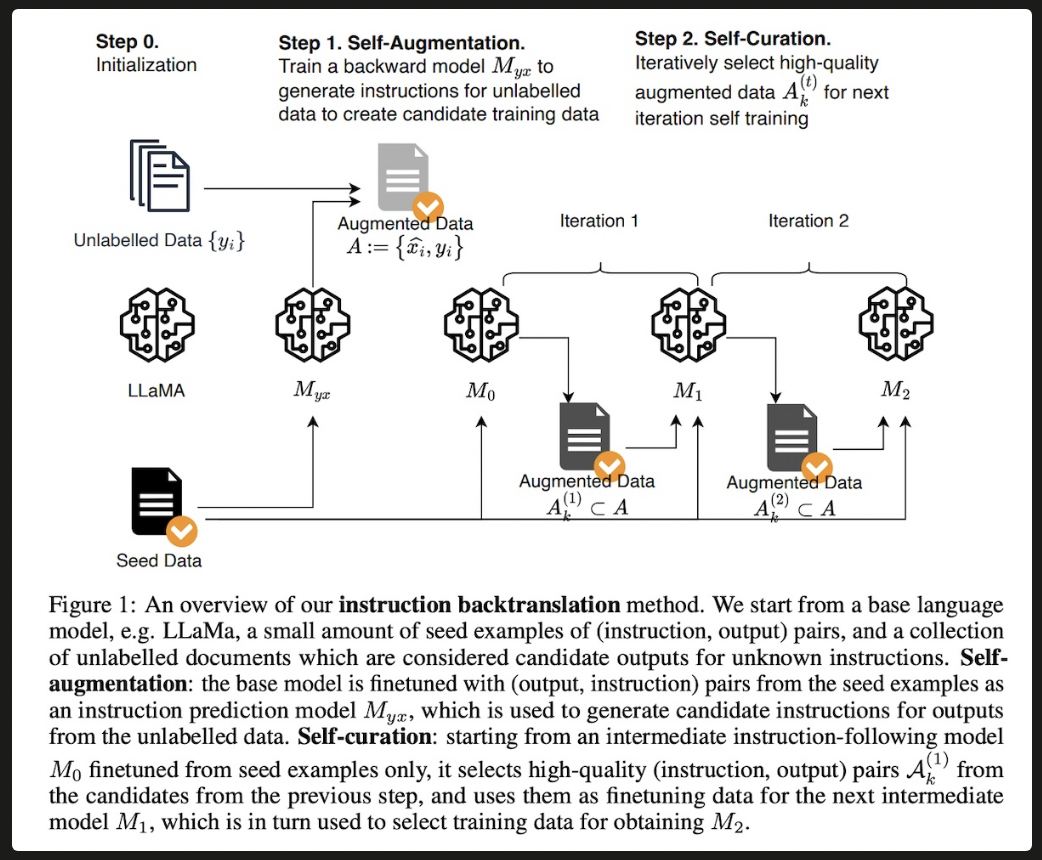 Step 0.
Initialization
Step 1. Self-Augmentation.
Train a backward model M_{yx} to
generate instructions for unlabelled
data to create candidate training data
Step 2. Self-Curation.
Iteratively select high-quality
augmented data A_k^{(t)} for next
iteration self training
Unlabelled Data {y_i}
Augmented Data
A := {x̂_i, y_i}
Iteration 1
Iteration 2
LLaMA
M_{yx}
M_0
M_1
M_2
Augmented Data
A_k^{(1)} ⊂ A
Augmented Data
A_k^{(2)} ⊂ A
Seed Data
Figure 1: An overview of our instruction backtranslation method. We start from a base language
model, e.g. LLaMa, a small amount of seed examples of (instruction, output) pairs, and a collection
of unlabelled documents which are considered candidate outputs for unknown instructions. Self-
augmentation: the base model is finetuned with (output, instruction) pairs from the seed examples as
an instruction prediction model M_{yx}, which is used to generate candidate instructions for outputs
from the unlabelled data. Self-curation: starting from an intermediate instruction-following model
M_0 finetuned from seed examples only, it selects high-quality (instruction, output) pairs A_k^{(1)} from
the candidates from the previous step, and uses them as finetuning data for the next intermediate
model M_1, which is in turn used to select training data for obtaining M_2.